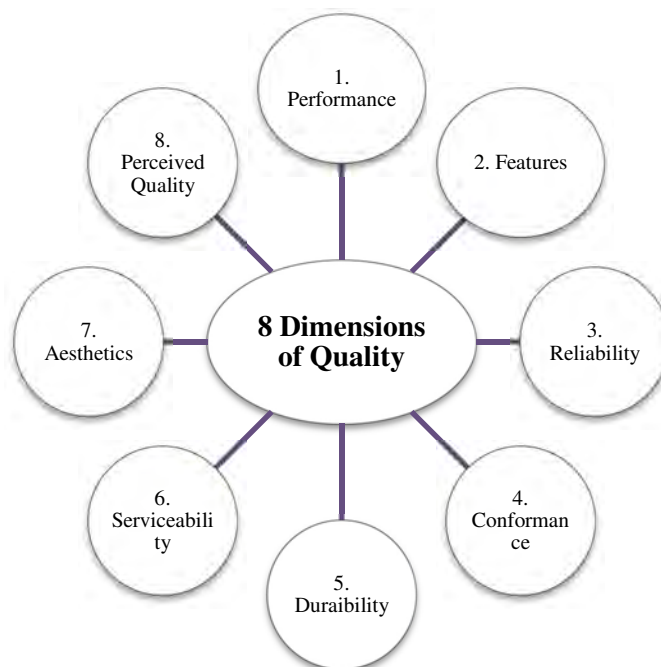 1.
Performance
2. Features
3.
Reliability
4.
Conforman
ce
5.
Duraibility
6.
Serviceabili
ty
7.
Aesthetics
8.
Perceived
Quality
8 Dimensions
of Quality